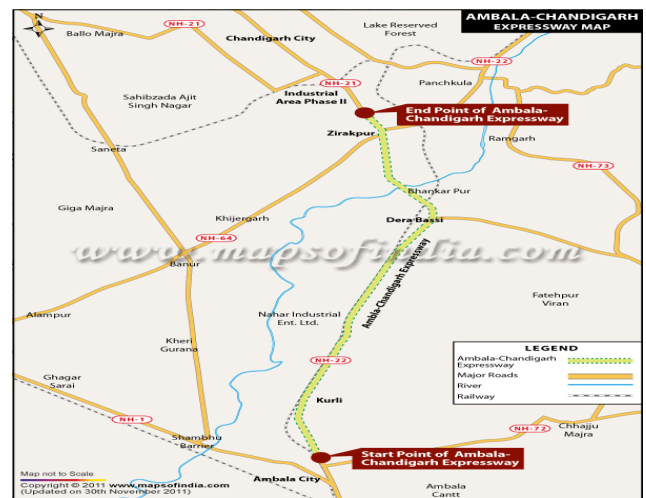 AMBALA-CHANDIGARH
EXPRESSWAY MAP
N
NH-21
Ballo Majra
Chandigarh City
Lake Reserved
Forest
NH-22
NH-21
Panchkula
Industrial
Area Phase II
Sahibzada Ajit
Singh Nagar
End Point of Ambala-
Chandigarh Expressway
Zirakpur
Ramgarh
Saneta
NH-73
Bhankar Pur
Giga Majra
Khijergarh
Dera Bassi
NH-64
www.mapsofindia.com
Banur
Ambla-Chandigarh Expressway
Fatehpur
Viran
Alampur
Nahar Industrial
Ent. Ltd.
Kheri
Gurana
LEGEND
Ambala-Chandigarh
Expressway
Major Roads
River
Railway
NH-22
Ghagar
Sarai
Kurli
NH-1
NH-72
Chhajju
Majra
Shambhu
Barrier
Start Point of Ambala-
Chandigarh Expressway
Map not to Scale
Ambala City
Copyright © 2011 www.mapsofindia.com
(Updated on 30th November 2011)
Ambala
Cantt